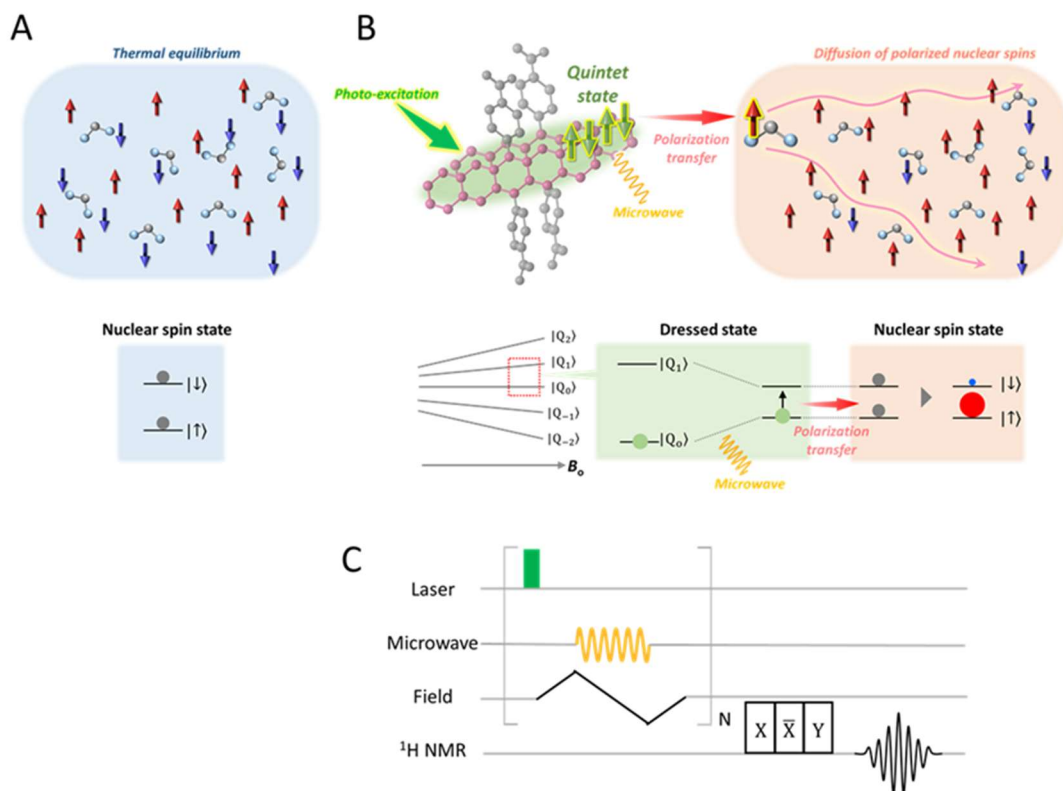 A
Thermal equilibrium
Nuclear spin state
|↓⟩
|↑⟩
B
Photo-excitation
Quintet
state
Microwave
Polarization
transfer
Diffusion of polarized nuclear spins
|Q₂⟩
|Q₁⟩
|Q₀⟩
|Q₋₁⟩
|Q₋₂⟩
B₀
Dressed state
|Q₁⟩
|Q₀⟩
Microwave
Polarization
transfer
Nuclear spin state
|↓⟩
|↑⟩
C
Laser
Microwave
Field
N
¹H NMR
X X̅ Y